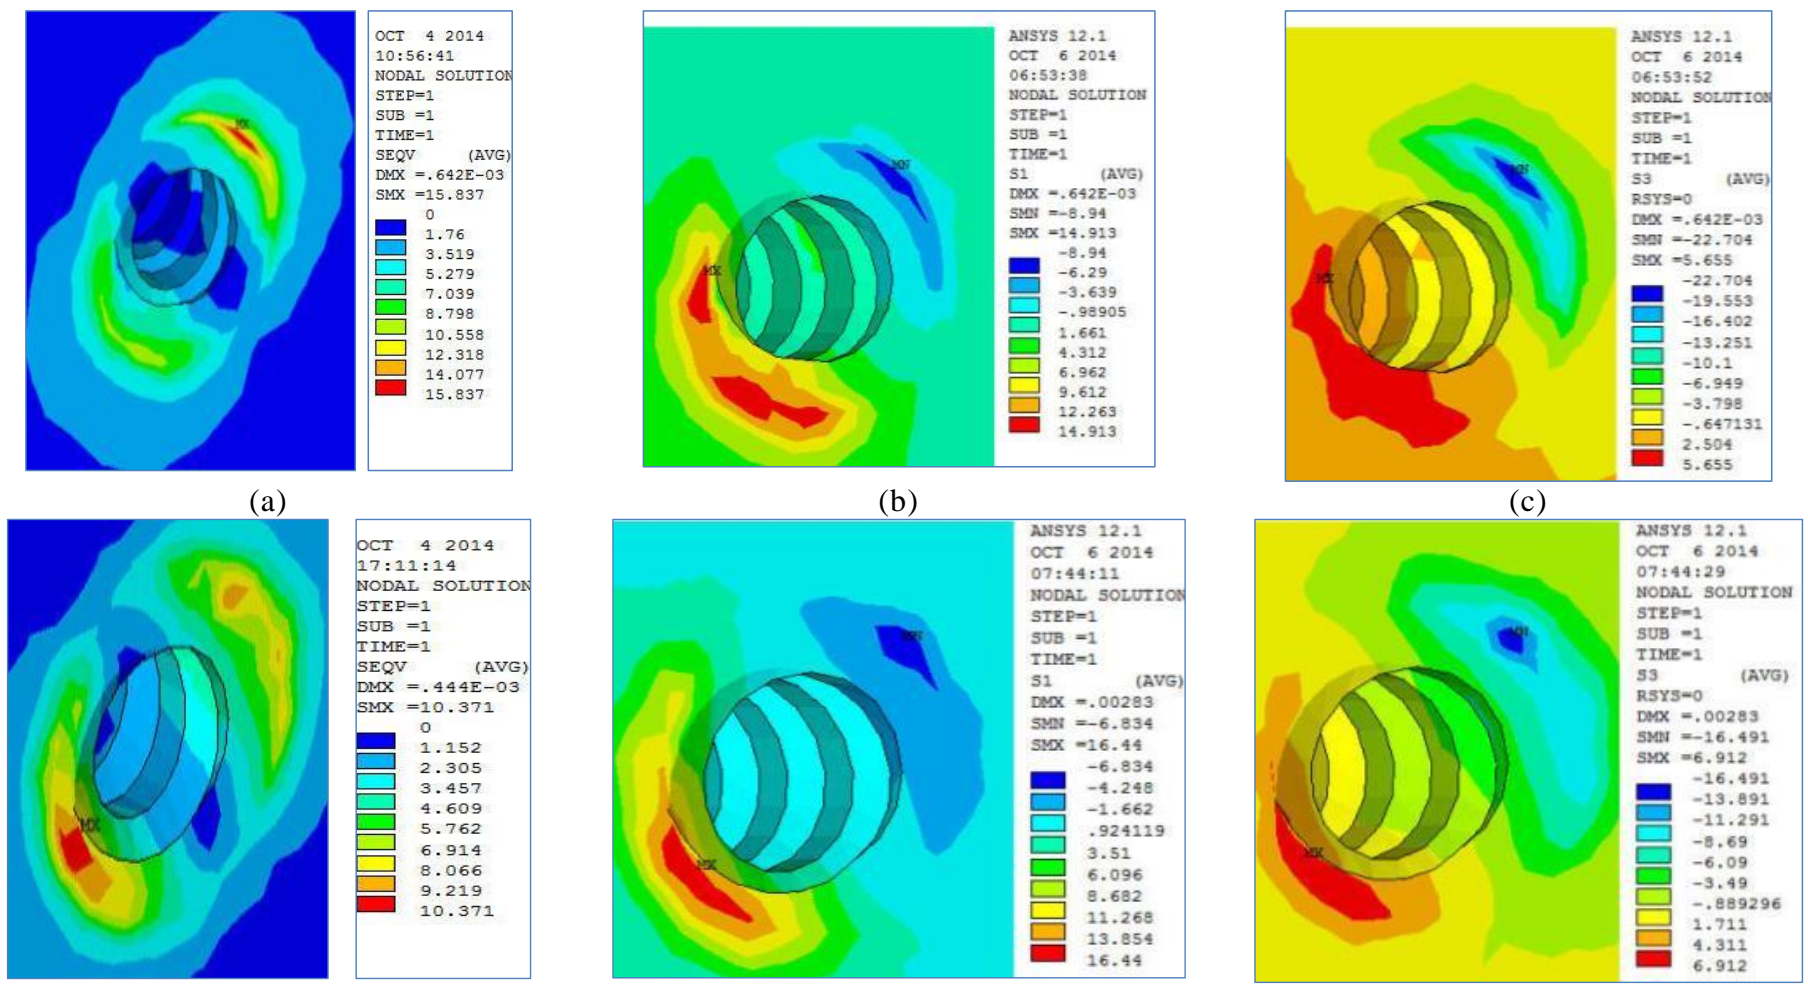 OCT 4 2014
10:56:41
NODAL SOLUTION
STEP=1
SUB =1
TIME=1
SEQV (AVG)
DMX =.642E-03
SMX =15.837
0
1.76
3.519
5.279
7.039
8.798
10.558
12.318
14.077
15.837
MX
(a)
ANSYS 12.1
OCT 6 2014
06:53:38
NODAL SOLUTION
STEP=1
SUB =1
TIME=1
S1 (AVG)
DMX =.642E-03
SMN =-8.94
SMX =14.913
-8.94
-6.29
-3.639
-.98905
1.661
4.312
6.962
9.612
12.263
14.913
MN
MX
(b)
ANSYS 12.1
OCT 6 2014
06:53:52
NODAL SOLUTION
STEP=1
SUB =1
TIME=1
S3 (AVG)
RSYS=0
DMX =.642E-03
SMN =-22.704
SMX =5.655
-22.704
-19.553
-16.402
-13.251
-10.1
-6.949
-3.798
-.647131
2.504
5.655
MN
MX
(c)
OCT 4 2014
17:11:14
NODAL SOLUTION
STEP=1
SUB =1
TIME=1
SEQV (AVG)
DMX =.444E-03
SMX =10.371
0
1.152
2.305
3.457
4.609
5.762
6.914
8.066
9.219
10.371
MX
ANSYS 12.1
OCT 6 2014
07:44:11
NODAL SOLUTION
STEP=1
SUB =1
TIME=1
S1 (AVG)
DMX =.00283
SMN =-6.834
SMX =16.44
-6.834
-4.248
-1.662
.924119
3.51
6.096
8.682
11.268
13.854
16.44
MN
MX
ANSYS 12.1
OCT 6 2014
07:44:29
NODAL SOLUTION
STEP=1
SUB =1
TIME=1
S3 (AVG)
RSYS=0
DMX =.00283
SMN =-16.491
SMX =6.912
-16.491
-13.891
-11.291
-8.69
-6.09
-3.49
-.889296
1.711
4.311
6.912
MN
MX